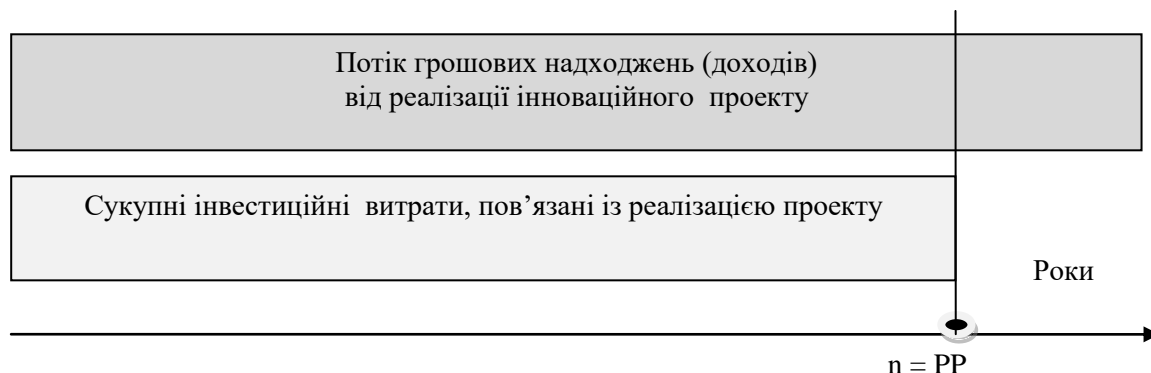 Потік грошових надходжень (доходів)
від реалізації інноваційного проекту
Сукупні інвестиційні витрати, пов’язані із реалізацією проекту
Роки
n = PP